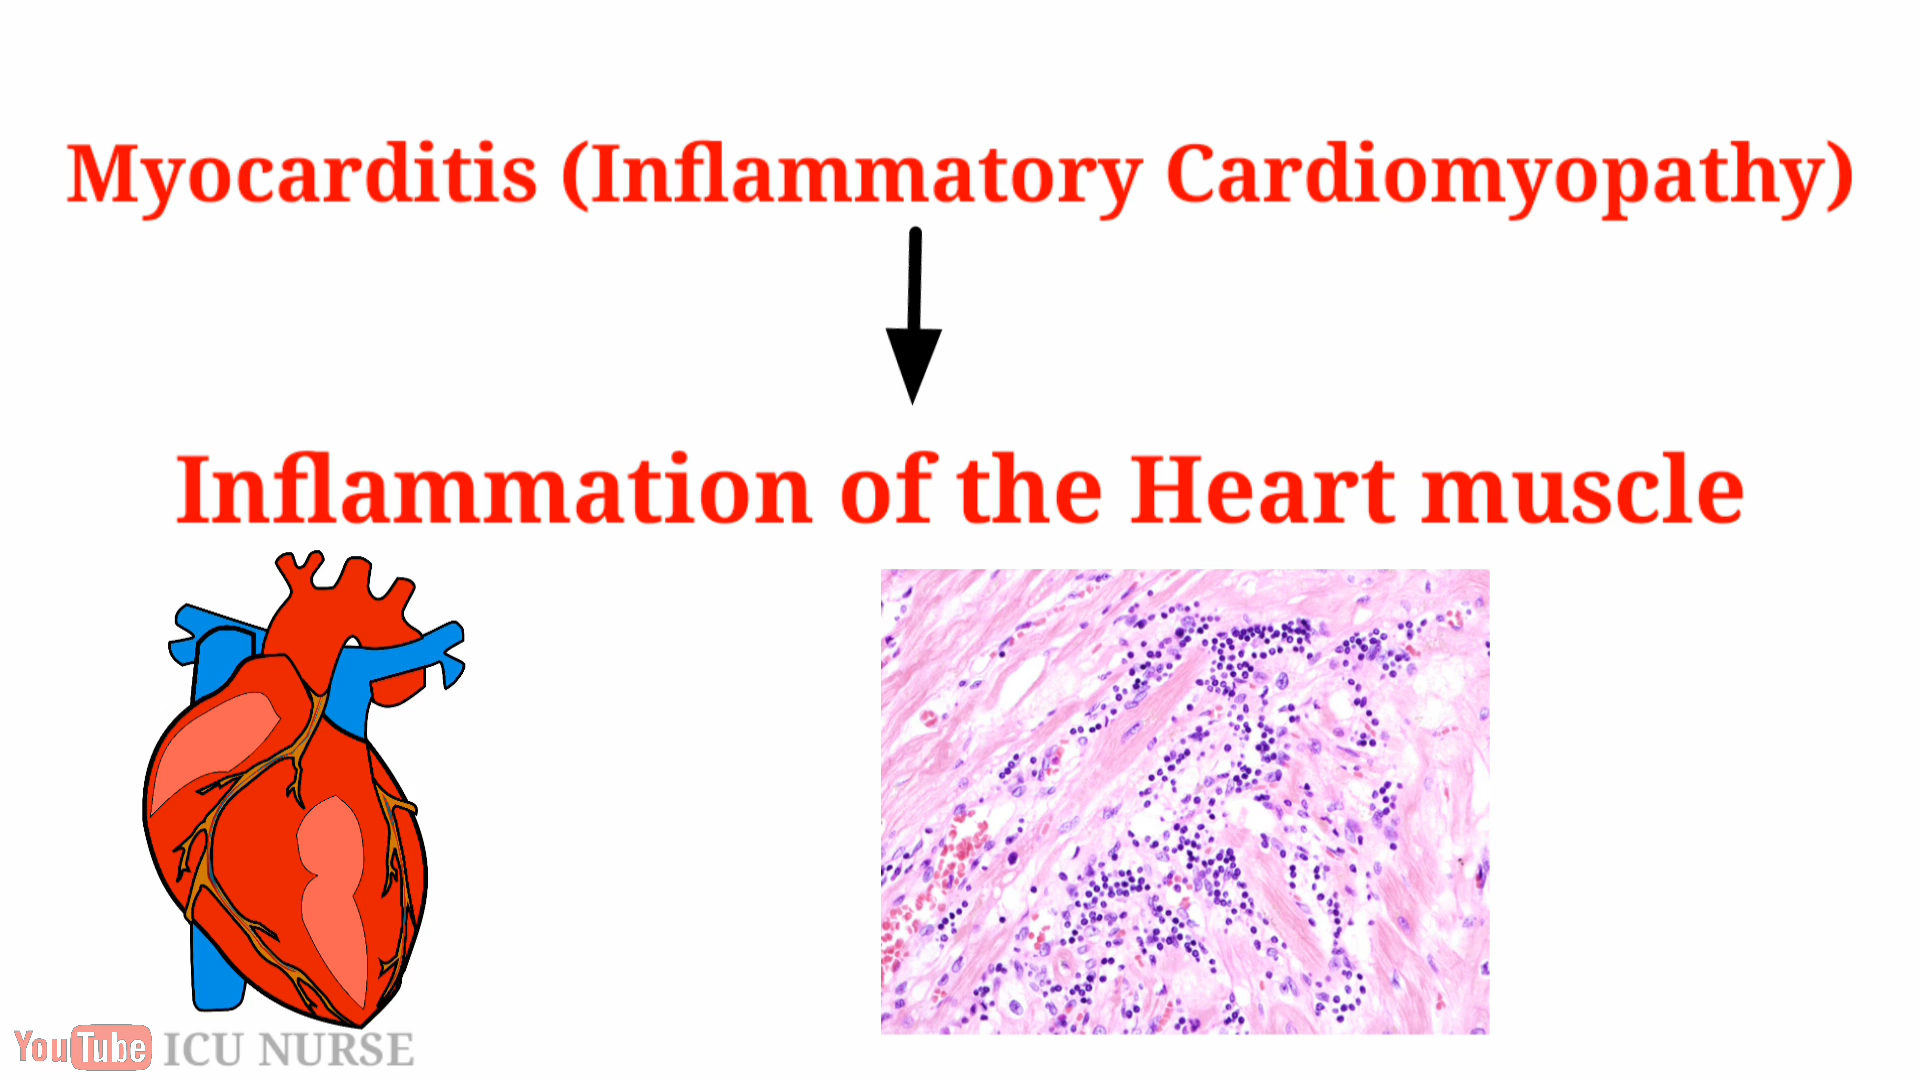 Myocarditis (Inflammatory Cardiomyopathy)
Inflammation of the Heart muscle
YouTube ICU NURSE